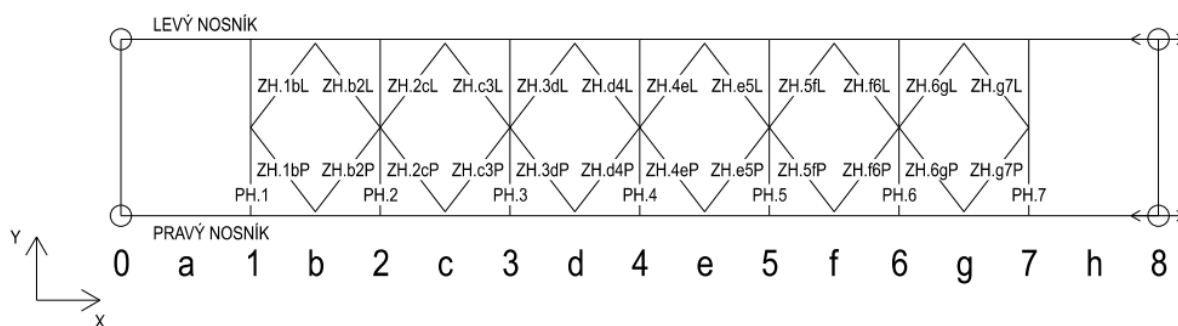 LEVÝ NOSNÍK
ZH.1bL ZH.b2L ZH.2cL ZH.c3L ZH.3dL ZH.d4L ZH.4eL ZH.e5L ZH.5fL ZH.f6L ZH.6gL ZH.g7L
ZH.1bP ZH.b2P ZH.2cP ZH.c3P ZH.3dP ZH.d4P ZH.4eP ZH.e5P ZH.5fP ZH.f6P ZH.6gP ZH.g7P
PH.1 PH.2 PH.3 PH.4 PH.5 PH.6 PH.7
PRAVÝ NOSNÍK
Y
0 a 1 b 2 c 3 d 4 e 5 f 6 g 7 h 8
X